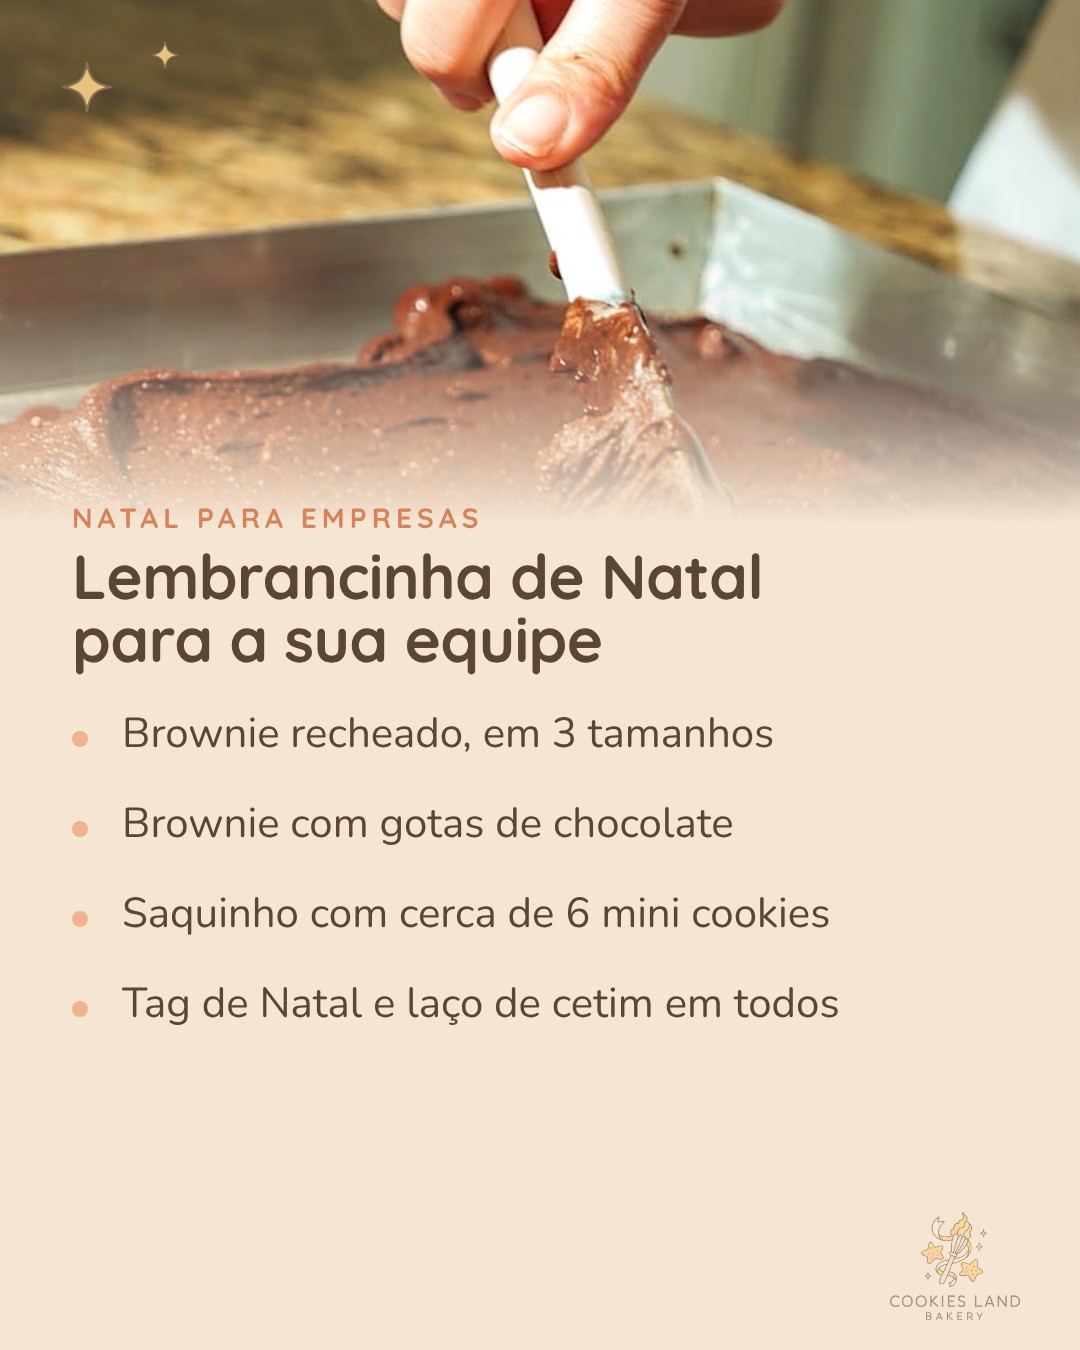 NATAL PARA EMPRESAS
Lembrancinha de Natal
para a sua equipe
Brownie recheado, em 3 tamanhos
Brownie com gotas de chocolate
Saquinho com cerca de 6 mini cookies
Tag de Natal e laço de cetim em todos
COOKIES LAND
BAKERY